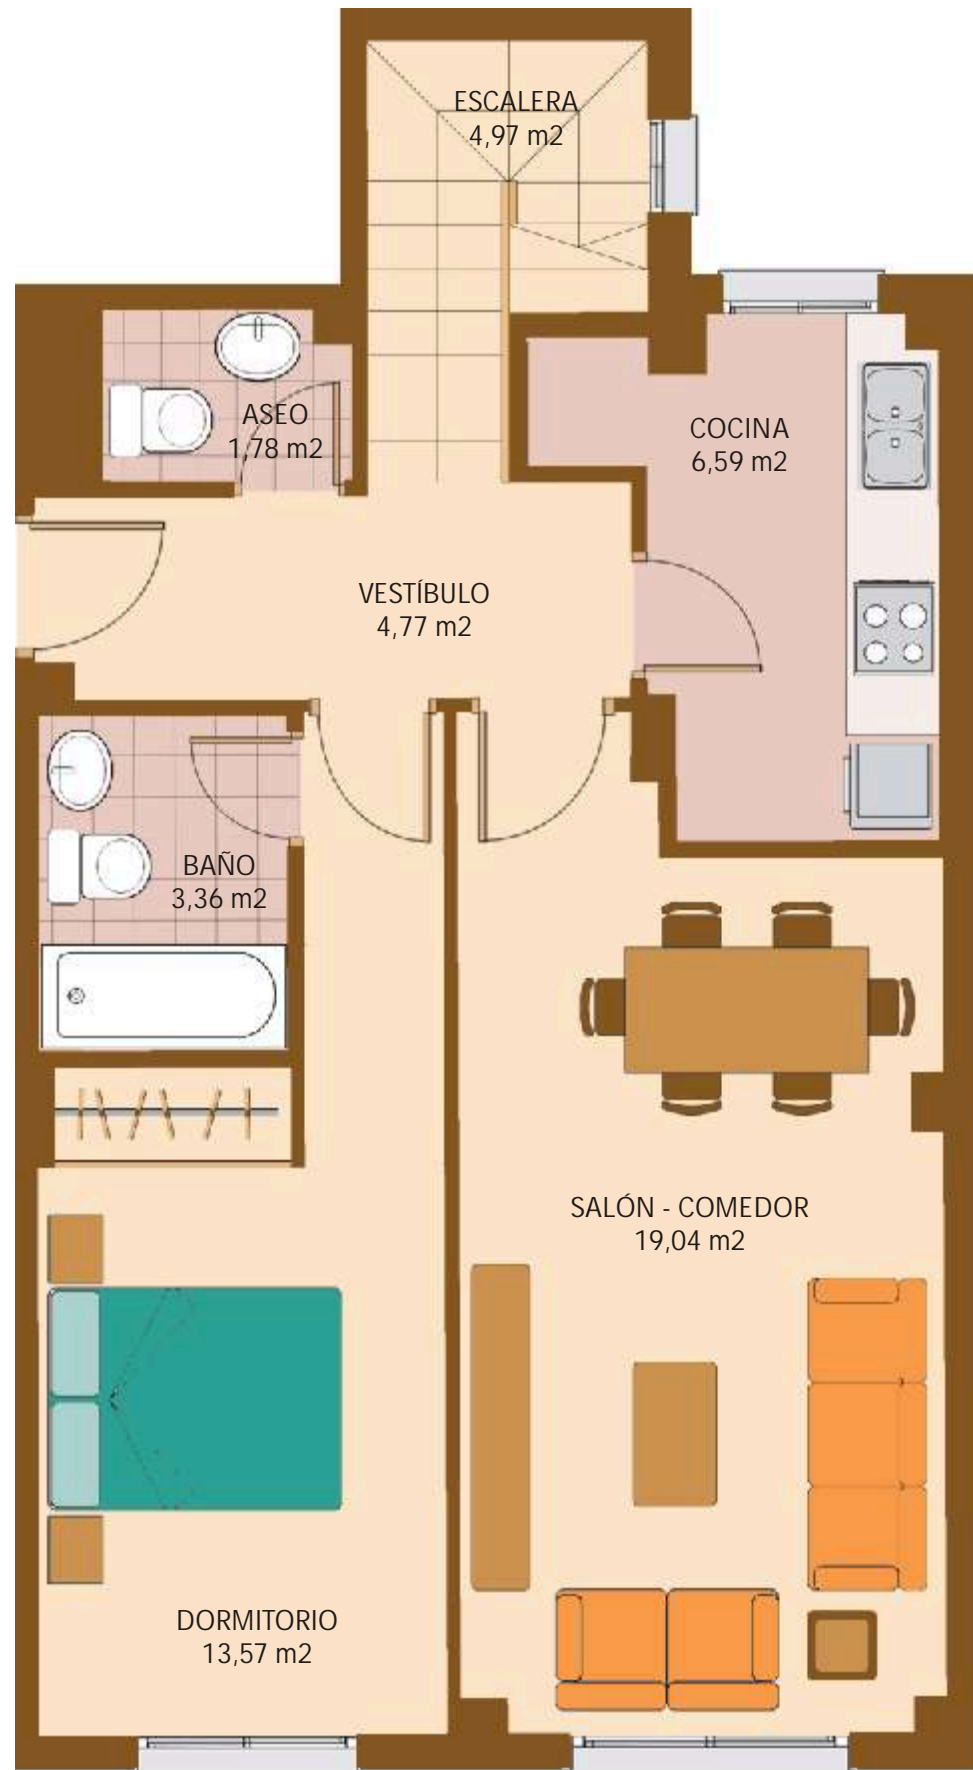 ESCALERA
4,97 m2
ASEO
1,78 m2
COCINA
6,59 m2
VESTÍBULO
4,77 m2
BAÑO
3,36 m2
SALÓN - COMEDOR
19,04 m2
DORMITORIO
13,57 m2